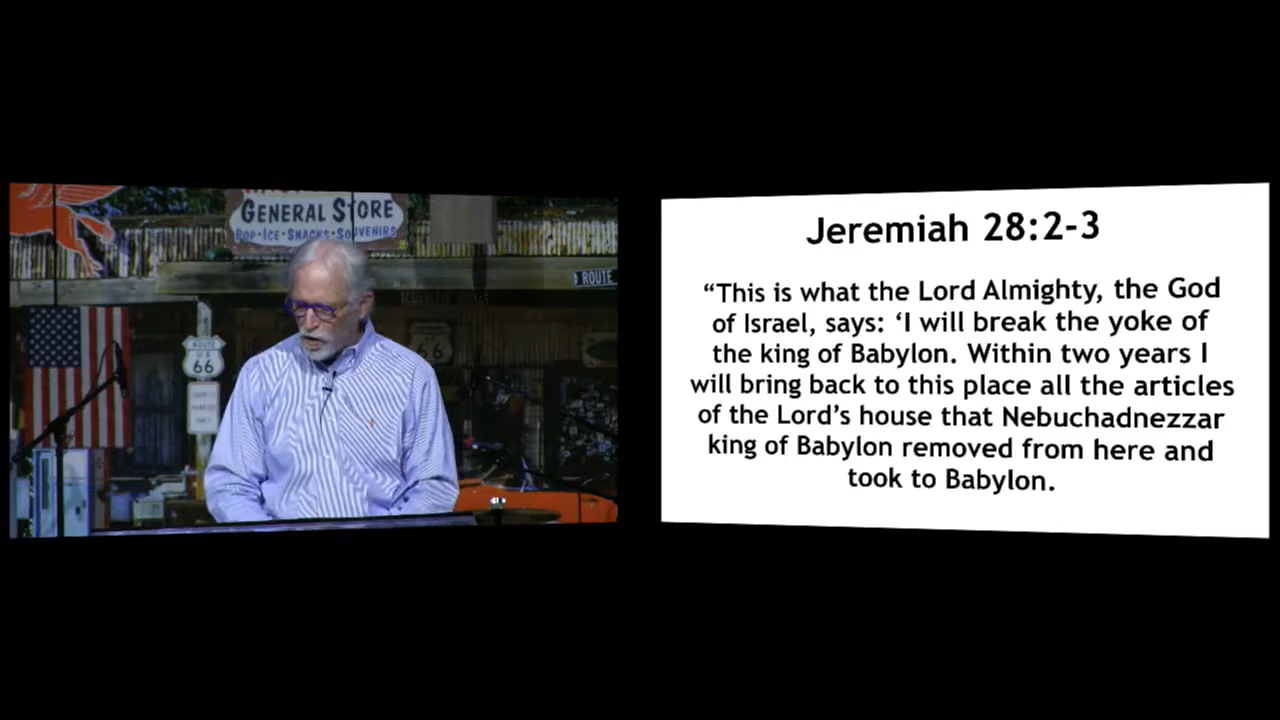 GENERAL STORE
POP-ICE-SNACKS-SOUVENIRS
ROUTE
ROUTE
U S
66
66
Jeremiah 28:2-3
“This is what the Lord Almighty, the God
of Israel, says: ‘I will break the yoke of
the king of Babylon. Within two years I
will bring back to this place all the articles
of the Lord’s house that Nebuchadnezzar
king of Babylon removed from here and
took to Babylon.